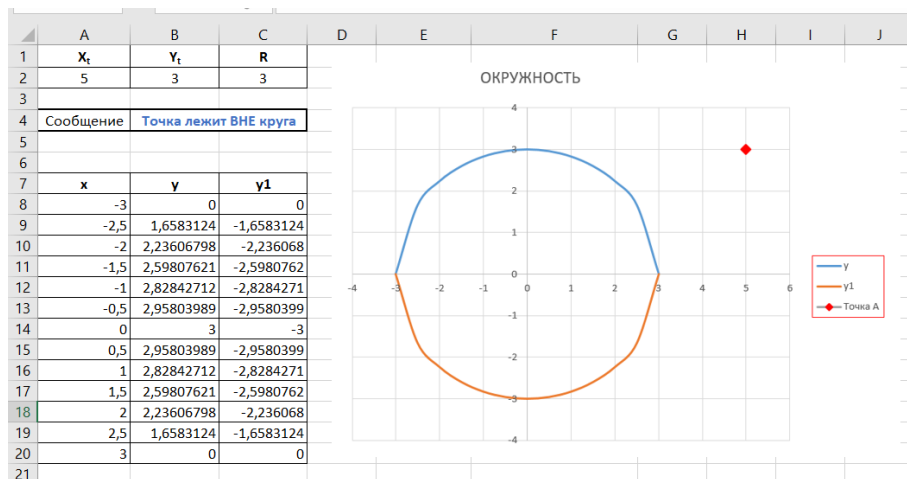 A B C D E F G H I J
1 Xt Yt R
2 5 3 3
3
4 Сообщение Точка лежит ВНЕ круга
5
6
7 x y y1
8 -3 0 0
9 -2,5 1,6583124 -1,6583124
10 -2 2,23606798 -2,236068
11 -1,5 2,59807621 -2,5980762
12 -1 2,82842712 -2,8284271
13 -0,5 2,95803989 -2,9580399
14 0 3 -3
15 0,5 2,95803989 -2,9580399
16 1 2,82842712 -2,8284271
17 1,5 2,59807621 -2,5980762
18 2 2,23606798 -2,236068
19 2,5 1,6583124 -1,6583124
20 3 0 0
21
ОКРУЖНОСТЬ
4
3
2
1
0
-1
-2
-3
-4
-4 -3 -2 -1 0 1 2 3 4 5 6
y
y1
Точка А